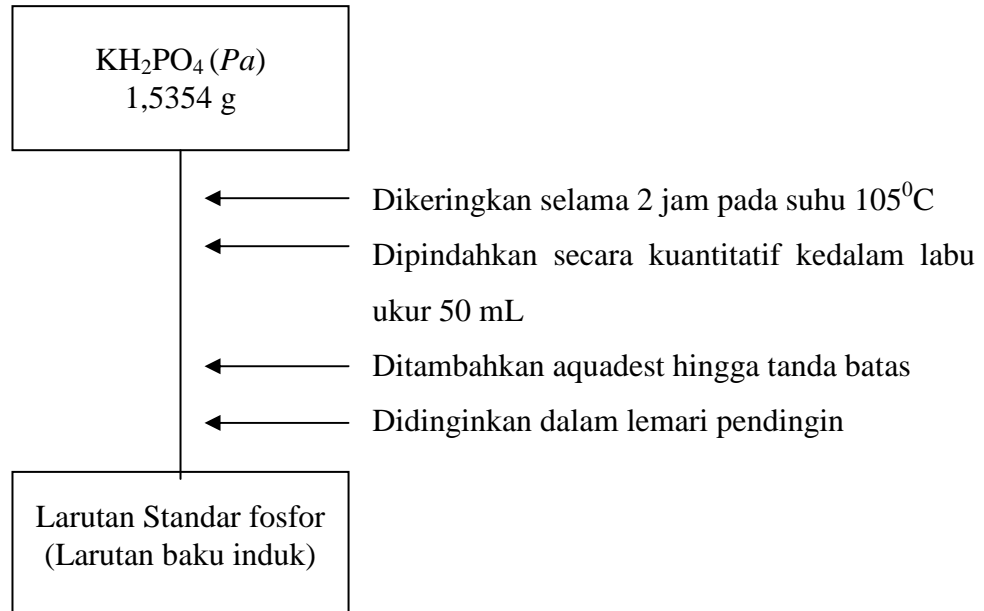 KH₂PO₄ (Pa)
1,5354 g
Dikeringkan selama 2 jam pada suhu 105⁰C
Dipindahkan secara kuantitatif kedalam labu
ukur 50 mL
Ditambahkan aquadest hingga tanda batas
Didinginkan dalam lemari pendingin
Larutan Standar fosfor
(Larutan baku induk)